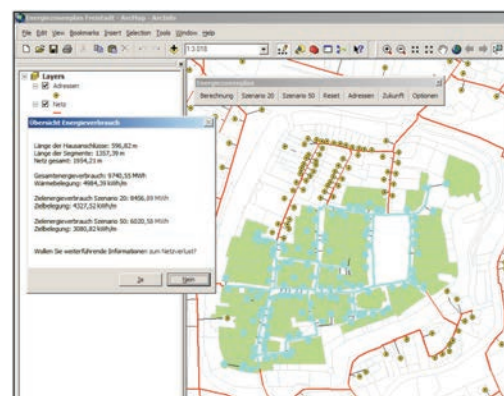 Energiezonenplan Freistadt - ArcMap - ArcInfo
File Edit View Bookmarks Insert Selection Tools Window Help
1:3.018
Layers
Adressen
Netz
Energiezonenplan
Berechnung Szenario 20 Szenario 50 Reset Adressen Zukunft Optionen
Übersicht Energieverbrauch
Länge der Hausanschlüsse: 596,82 m
Länge der Segmente: 1357,39 m
Netz gesamt: 1954,21 m
Gesamtenergieverbrauch: 9740,55 MWh
Wärmebelegung: 4984,39 kWh/m
Zielenergieverbrauch Szenario 20: 8456,89 MWh
Zielbelegung: 4327,52 kWh/m
Zielenergieverbrauch Szenario 50: 6020,58 MWh
Zielbelegung: 3080,82 kWh/m
Wollen Sie weiterführende Informationen zum Netzverlust?
Ja Nein